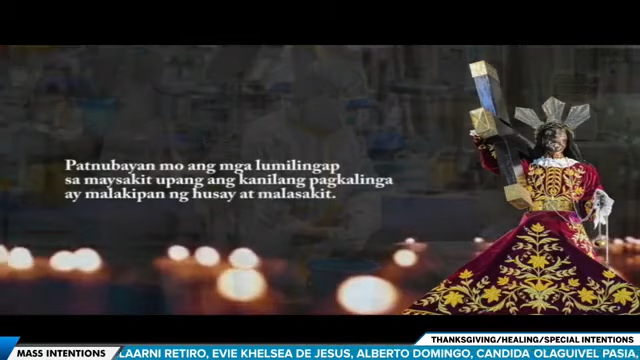 Patnubayan mo ang mga lumilingap
sa maysakit upang ang kanilang pagkalinga
ay malakipan ng husay at malasakit.
THANKSGIVING/HEALING/SPECIAL INTENTIONS
MASS INTENTIONS
LAARNI RETIRO, EVIE KHELSEA DE JESUS, ALBERTO DOMINGO, CANDIDA OLAGUIVEL PASIA